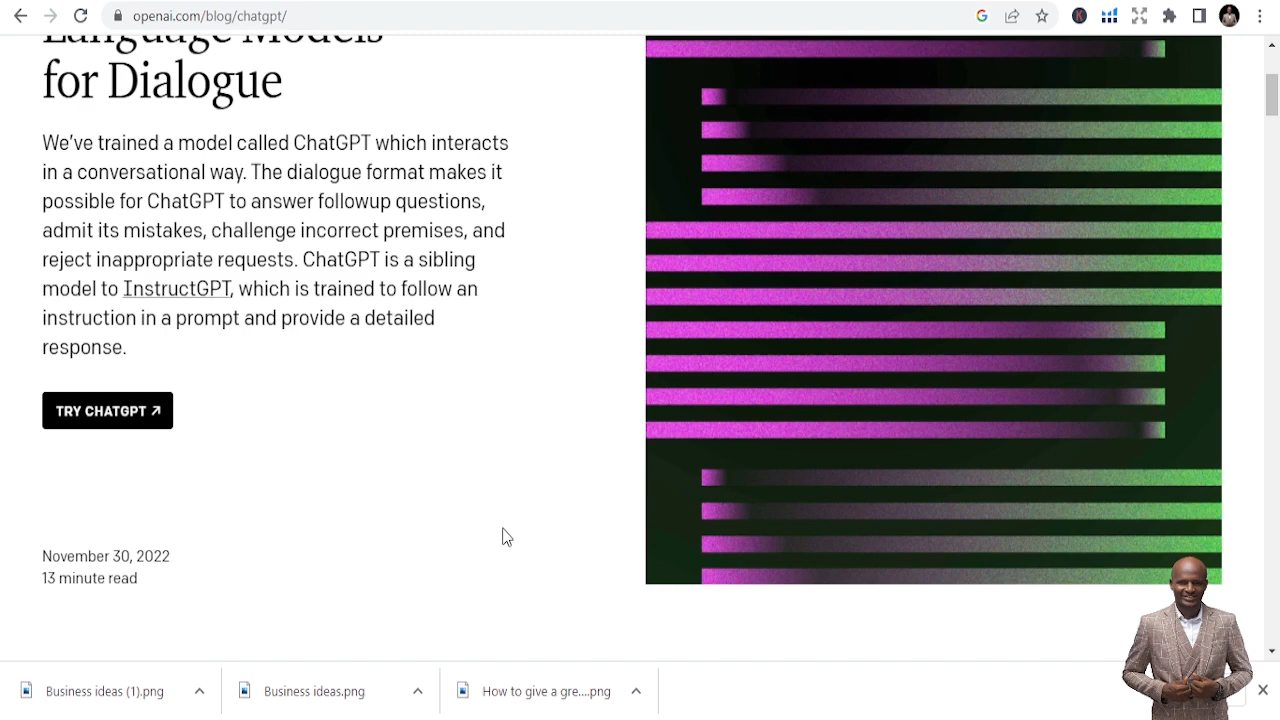 openai.com/blog/chatgpt/
Language Models
for Dialogue
We've trained a model called ChatGPT which interacts
in a conversational way. The dialogue format makes it
possible for ChatGPT to answer followup questions,
admit its mistakes, challenge incorrect premises, and
reject inappropriate requests. ChatGPT is a sibling
model to InstructGPT, which is trained to follow an
instruction in a prompt and provide a detailed
response.
TRY CHATGPT ↗
November 30, 2022
13 minute read
Business ideas (1).png
Business ideas.png
How to give a gre....png